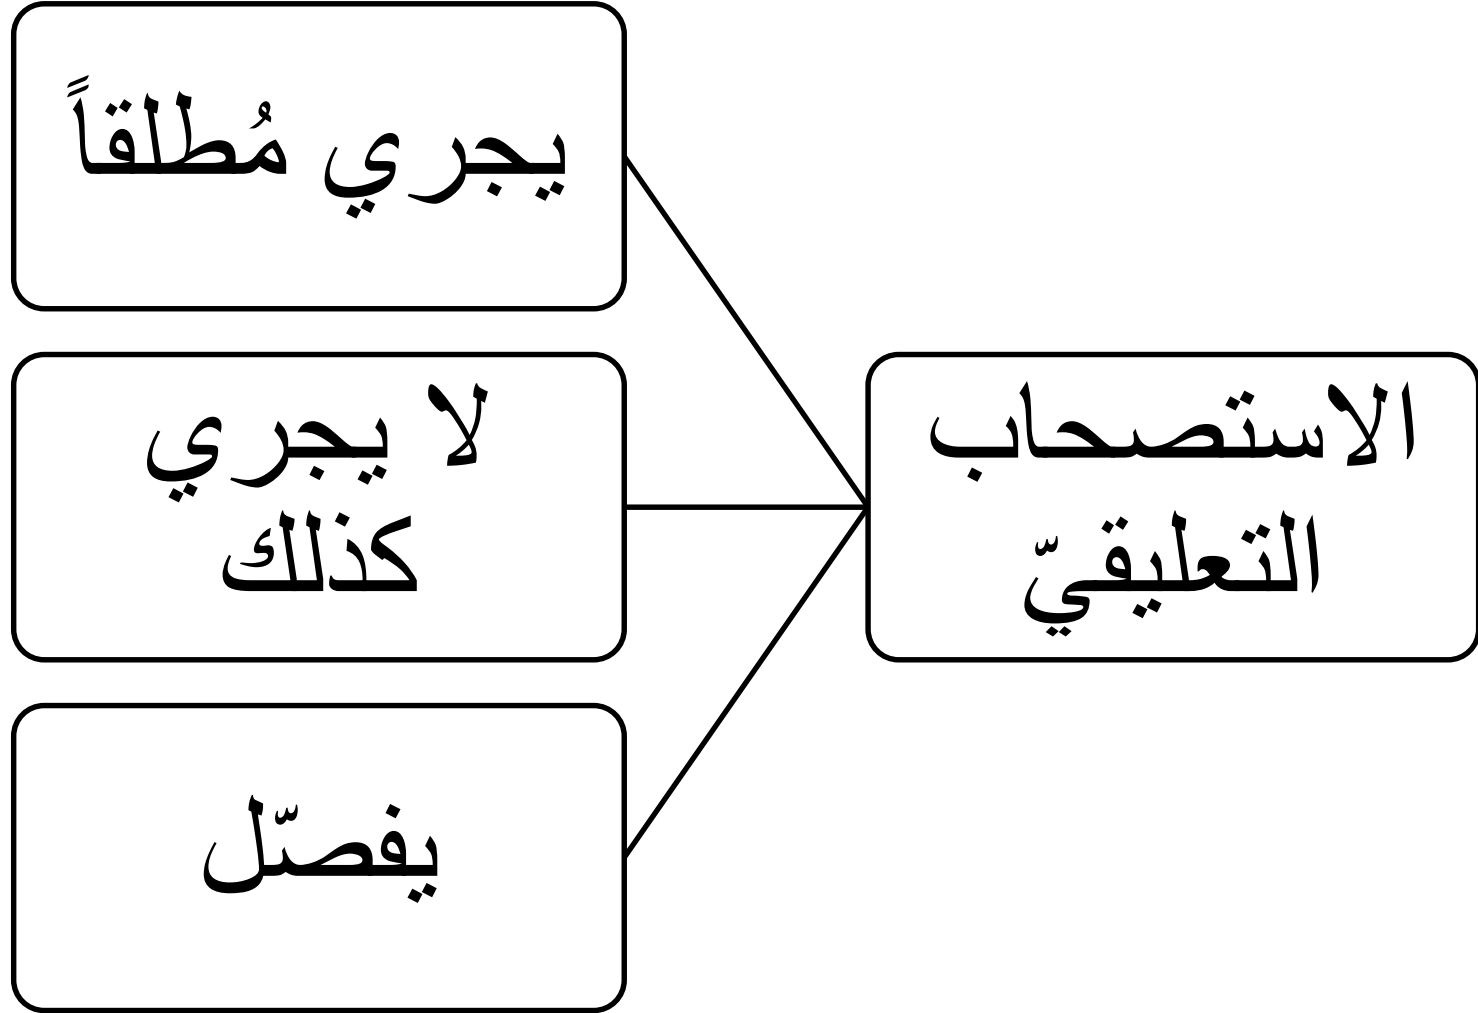 الاستصحاب
التعليقيّ
يجري مُطلقاً
لا يجري
كذلك
يفصّل